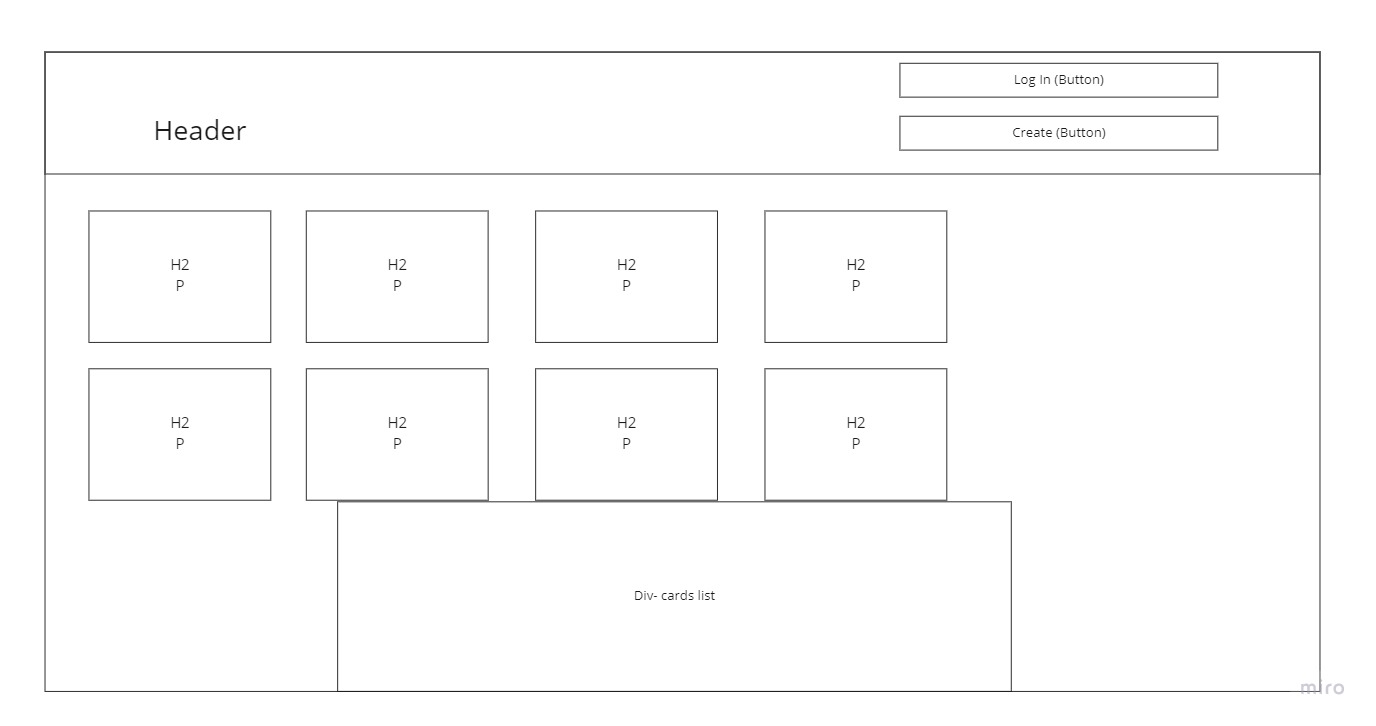 Log In (Button)
Header
Create (Button)
H2
P
H2
P
H2
P
H2
P
H2
P
H2
P
H2
P
H2
P
Div- cards list
miro